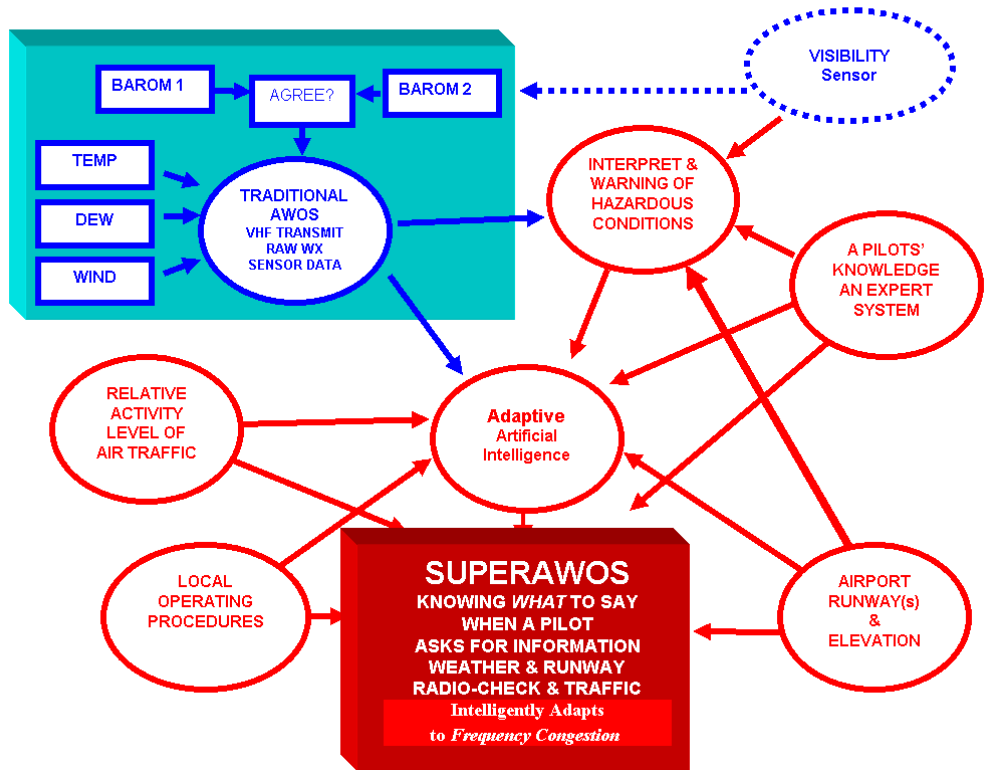 BAROM 1
AGREE?
BAROM 2
VISIBILITY
Sensor
TEMP
DEW
WIND
TRADITIONAL
AWOS
VHF TRANSMIT
RAW WX
SENSOR DATA
INTERPRET &
WARNING OF
HAZARDOUS
CONDITIONS
A PILOTS'
KNOWLEDGE
AN EXPERT
SYSTEM
RELATIVE
ACTIVITY
LEVEL OF
AIR TRAFFIC
Adaptive
Artificial
Intelligence
LOCAL
OPERATING
PROCEDURES
SUPERAWOS
KNOWING WHAT TO SAY
WHEN A PILOT
ASKS FOR INFORMATION
WEATHER & RUNWAY
RADIO-CHECK & TRAFFIC
Intelligently Adapts
to Frequency Congestion
AIRPORT
RUNWAY(s)
&
ELEVATION